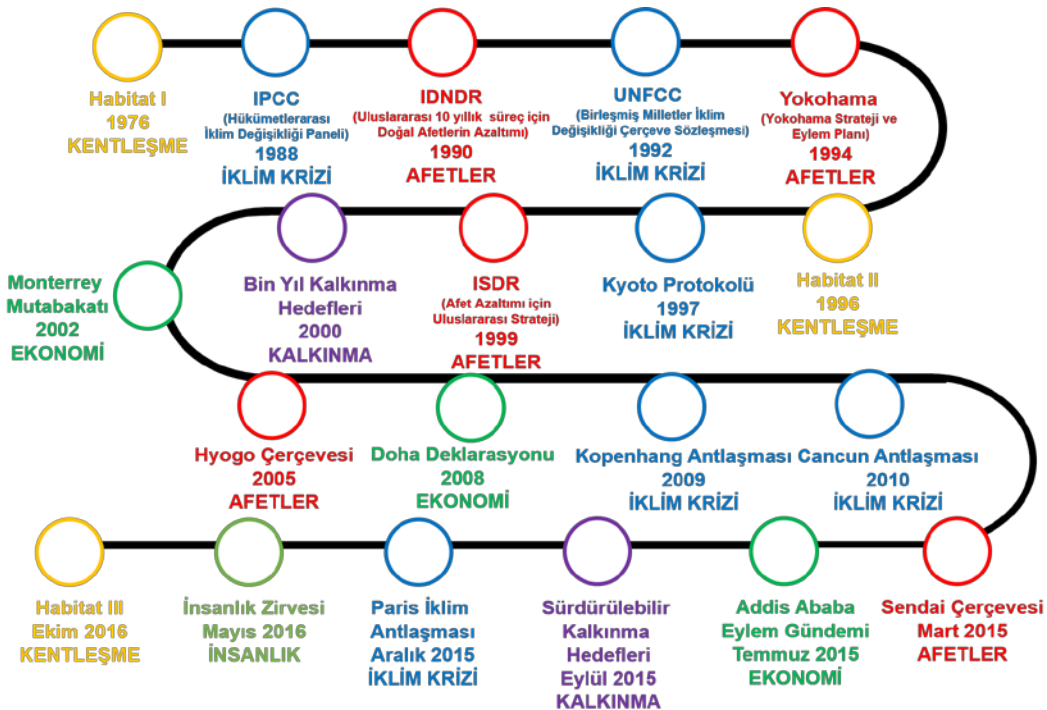 Habitat I
1976
KENTLEŞME
IPCC
(Hükümetlerarası
İklim Değişikliği Paneli)
1988
İKLİM KRİZİ
IDNDR
(Uluslararası 10 yıllık süreç için
Doğal Afetlerin Azaltımı)
1990
AFETLER
UNFCC
(Birleşmiş Milletler İklim
Değişikliği Çerçeve Sözleşmesi)
1992
İKLİM KRİZİ
Yokohama
(Yokohama Strateji ve
Eylem Planı)
1994
AFETLER
Habitat II
1996
KENTLEŞME
Kyoto Protokolü
1997
İKLİM KRİZİ
ISDR
(Afet Azaltımı için
Uluslararası Strateji)
1999
AFETLER
Bin Yıl Kalkınma
Hedefleri
2000
KALKINMA
Monterrey
Mutabakatı
2002
EKONOMİ
Hyogo Çerçevesi
2005
AFETLER
Doha Deklarasyonu
2008
EKONOMİ
Kopenhang Antlaşması
2009
İKLİM KRİZİ
Cancun Antlaşması
2010
İKLİM KRİZİ
Sendai Çerçevesi
Mart 2015
AFETLER
Addis Ababa
Eylem Gündemi
Temmuz 2015
EKONOMİ
Sürdürülebilir
Kalkınma
Hedefleri
Eylül 2015
KALKINMA
Paris İklim
Antlaşması
Aralık 2015
İKLİM KRİZİ
İnsanlık Zirvesi
Mayıs 2016
İNSANLIK
Habitat III
Ekim 2016
KENTLEŞME